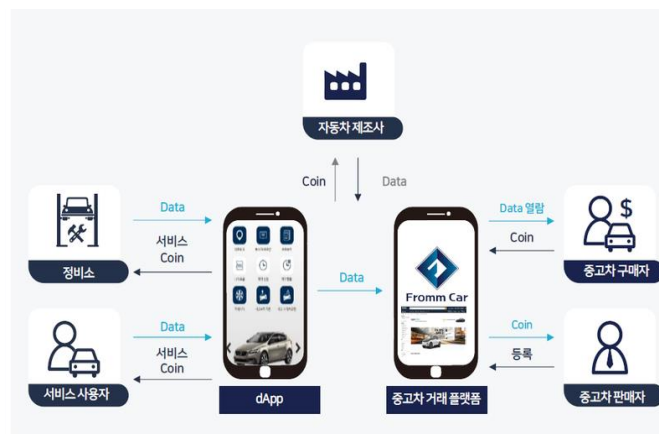 자동차 제조사
Coin
Data
Data
서비스
Coin
정비소
Data
서비스
Coin
서비스 사용자
dApp
Data
Fromm Car
중고차 거래 플랫폼
Data 열람
Coin
중고차 구매자
Coin
등록
중고차 판매자